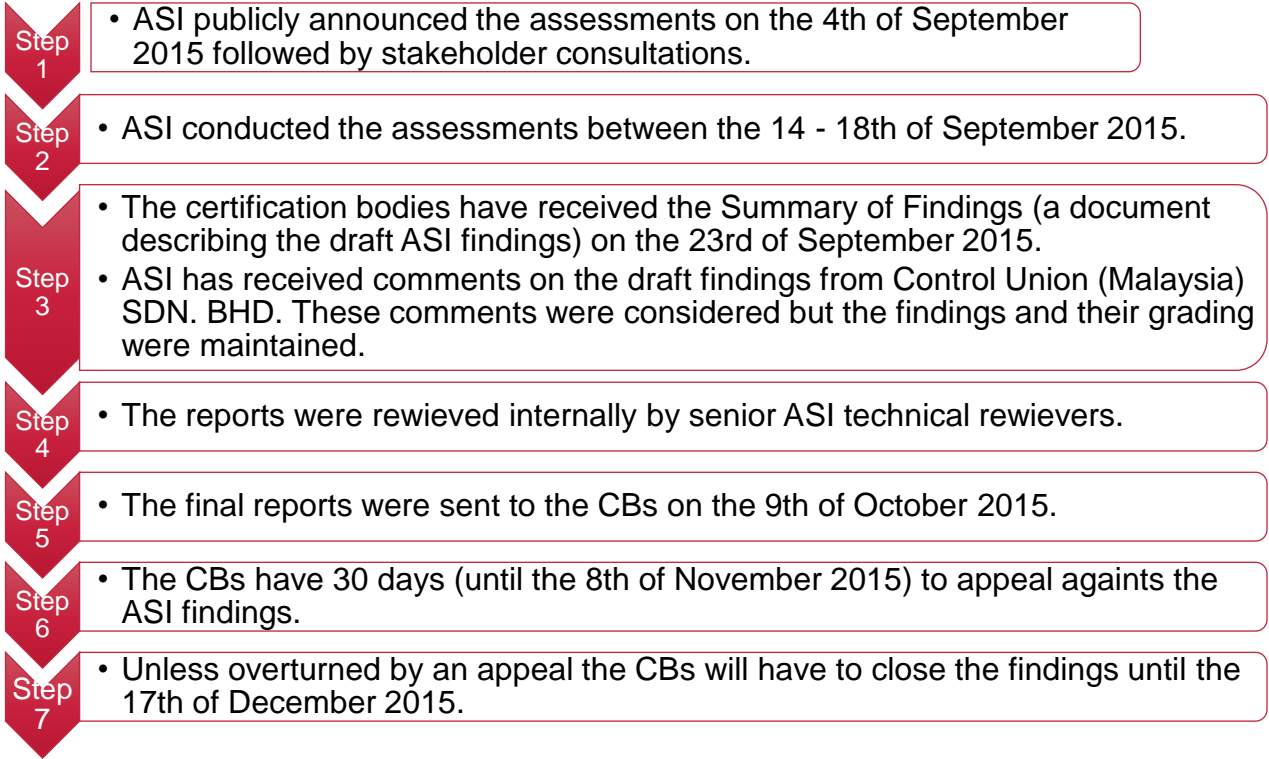 Step
1
• ASI publicly announced the assessments on the 4th of September
2015 followed by stakeholder consultations.
Step
2
• ASI conducted the assessments between the 14 - 18th of September 2015.
Step
3
• The certification bodies have received the Summary of Findings (a document
describing the draft ASI findings) on the 23rd of September 2015.
• ASI has received comments on the draft findings from Control Union (Malaysia)
SDN. BHD. These comments were considered but the findings and their grading
were maintained.
Step
4
• The reports were rewieved internally by senior ASI technical rewievers.
Step
5
• The final reports were sent to the CBs on the 9th of October 2015.
Step
6
• The CBs have 30 days (until the 8th of November 2015) to appeal againts the
ASI findings.
Step
7
• Unless overturned by an appeal the CBs will have to close the findings until the
17th of December 2015.